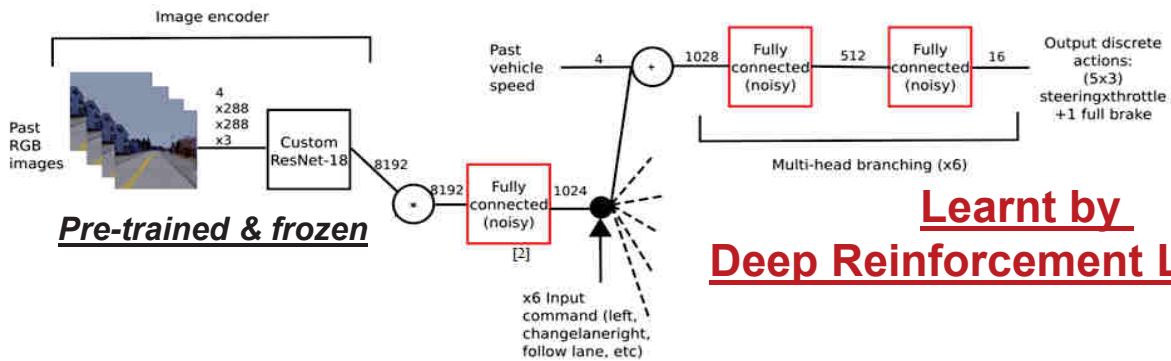 Image encoder
Past
RGB
images
4
x288
x288
x3
Custom
ResNet-18
8192
Pre-trained & frozen
*
8192
Fully
connected
(noisy)
[2]
1024
x6 Input
command (left,
changelaneright,
follow lane, etc)
Past
vehicle
speed
4
+
1028
Fully
connected
(noisy)
512
Fully
connected
(noisy)
16
Output discrete
actions:
(5x3)
steeringxthrottle
+1 full brake
Multi-head branching (x6)
Learnt by
Deep Reinforcement L